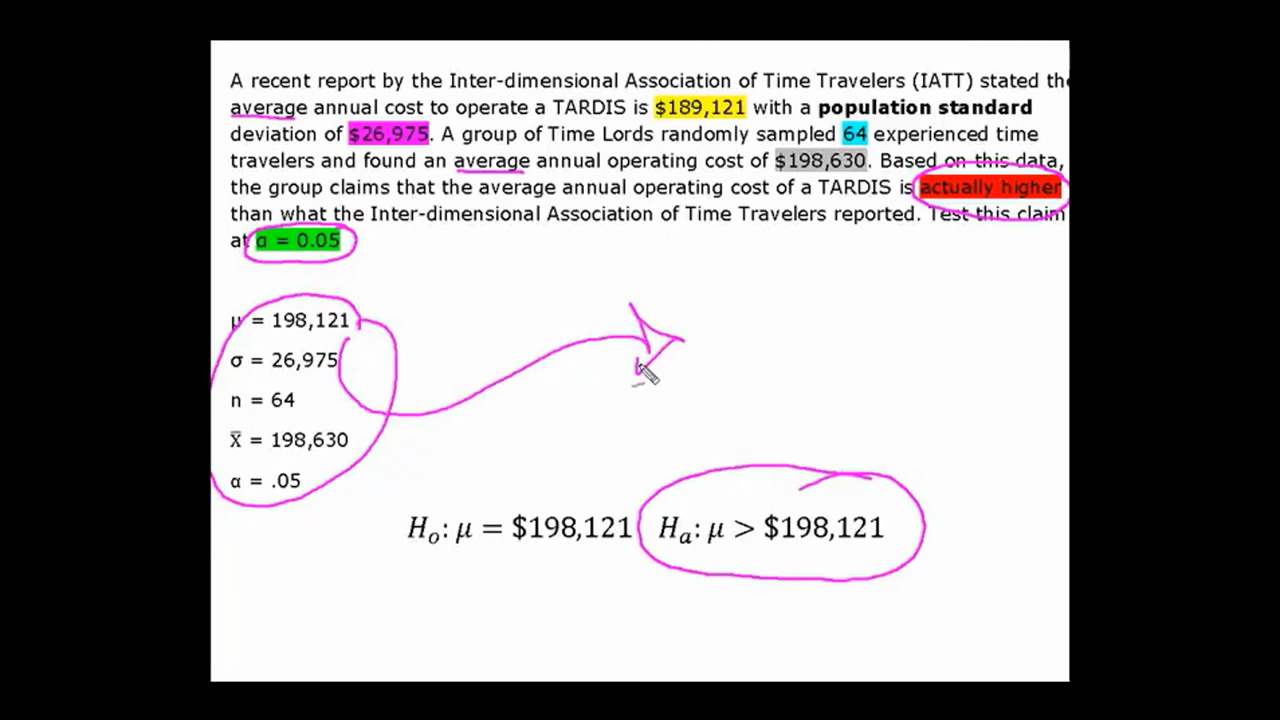 A recent report by the Inter-dimensional Association of Time Travelers (IATT) stated the
average annual cost to operate a TARDIS is $189,121 with a population standard
deviation of $26,975. A group of Time Lords randomly sampled 64 experienced time
travelers and found an average annual operating cost of $198,630. Based on this data,
the group claims that the average annual operating cost of a TARDIS is actually higher
than what the Inter-dimensional Association of Time Travelers reported. Test this claim
at α = 0.05
μ = 198,121
σ = 26,975
n = 64
x̅ = 198,630
α = .05
Hₒ: μ = $198,121 Hₐ: μ > $198,121